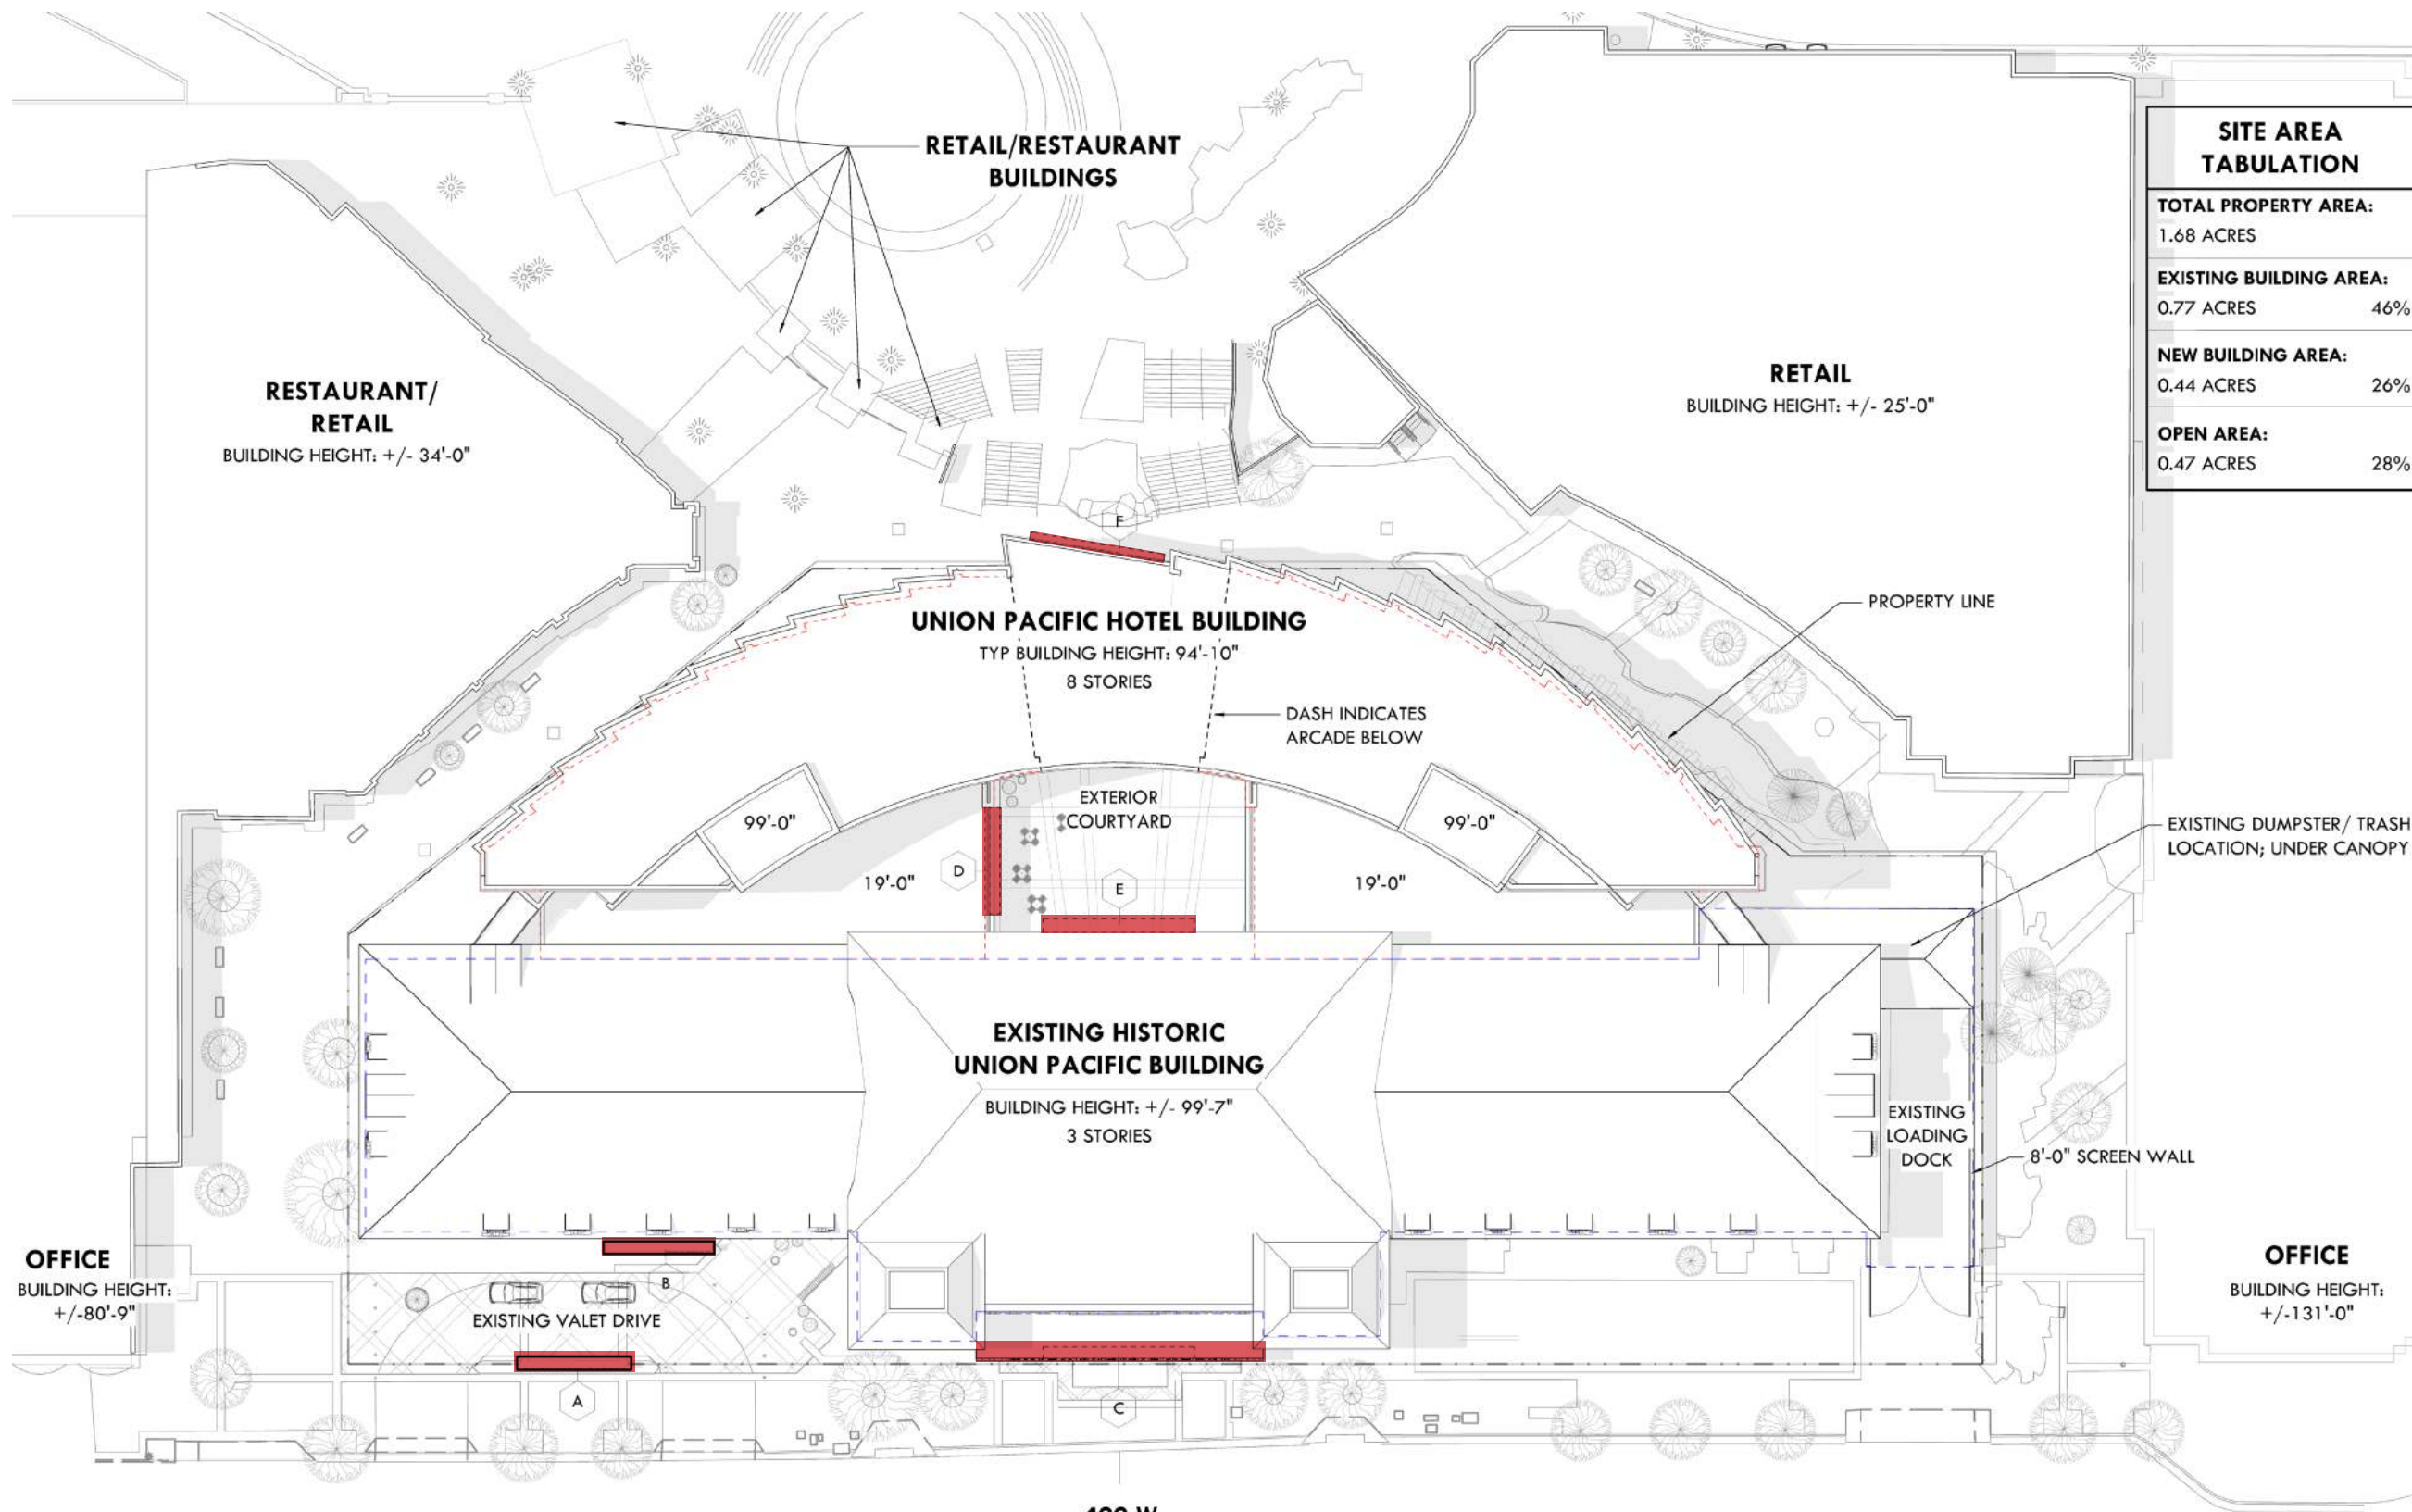 RETAIL/RESTAURANT
BUILDINGS
SITE AREA
TABULATION
TOTAL PROPERTY AREA:
1.68 ACRES
EXISTING BUILDING AREA:
0.77 ACRES 46%
NEW BUILDING AREA:
0.44 ACRES 26%
OPEN AREA:
0.47 ACRES 28%
RESTAURANT/
RETAIL
BUILDING HEIGHT: +/- 34'-0"
RETAIL
BUILDING HEIGHT: +/- 25'-0"
F
PROPERTY LINE
UNION PACIFIC HOTEL BUILDING
TYP BUILDING HEIGHT: 94'-10"
8 STORIES
DASH INDICATES
ARCADE BELOW
EXTERIOR
COURTYARD
99'-0"
99'-0"
D
19'-0"
E
19'-0"
EXISTING DUMPSTER/ TRASH
LOCATION; UNDER CANOPY
EXISTING HISTORIC
UNION PACIFIC BUILDING
BUILDING HEIGHT: +/- 99'-7"
3 STORIES
EXISTING
LOADING
DOCK
8'-0" SCREEN WALL
OFFICE
BUILDING HEIGHT:
+/-80'-9"
B
EXISTING VALET DRIVE
OFFICE
BUILDING HEIGHT:
+/-131'-0"
A
C